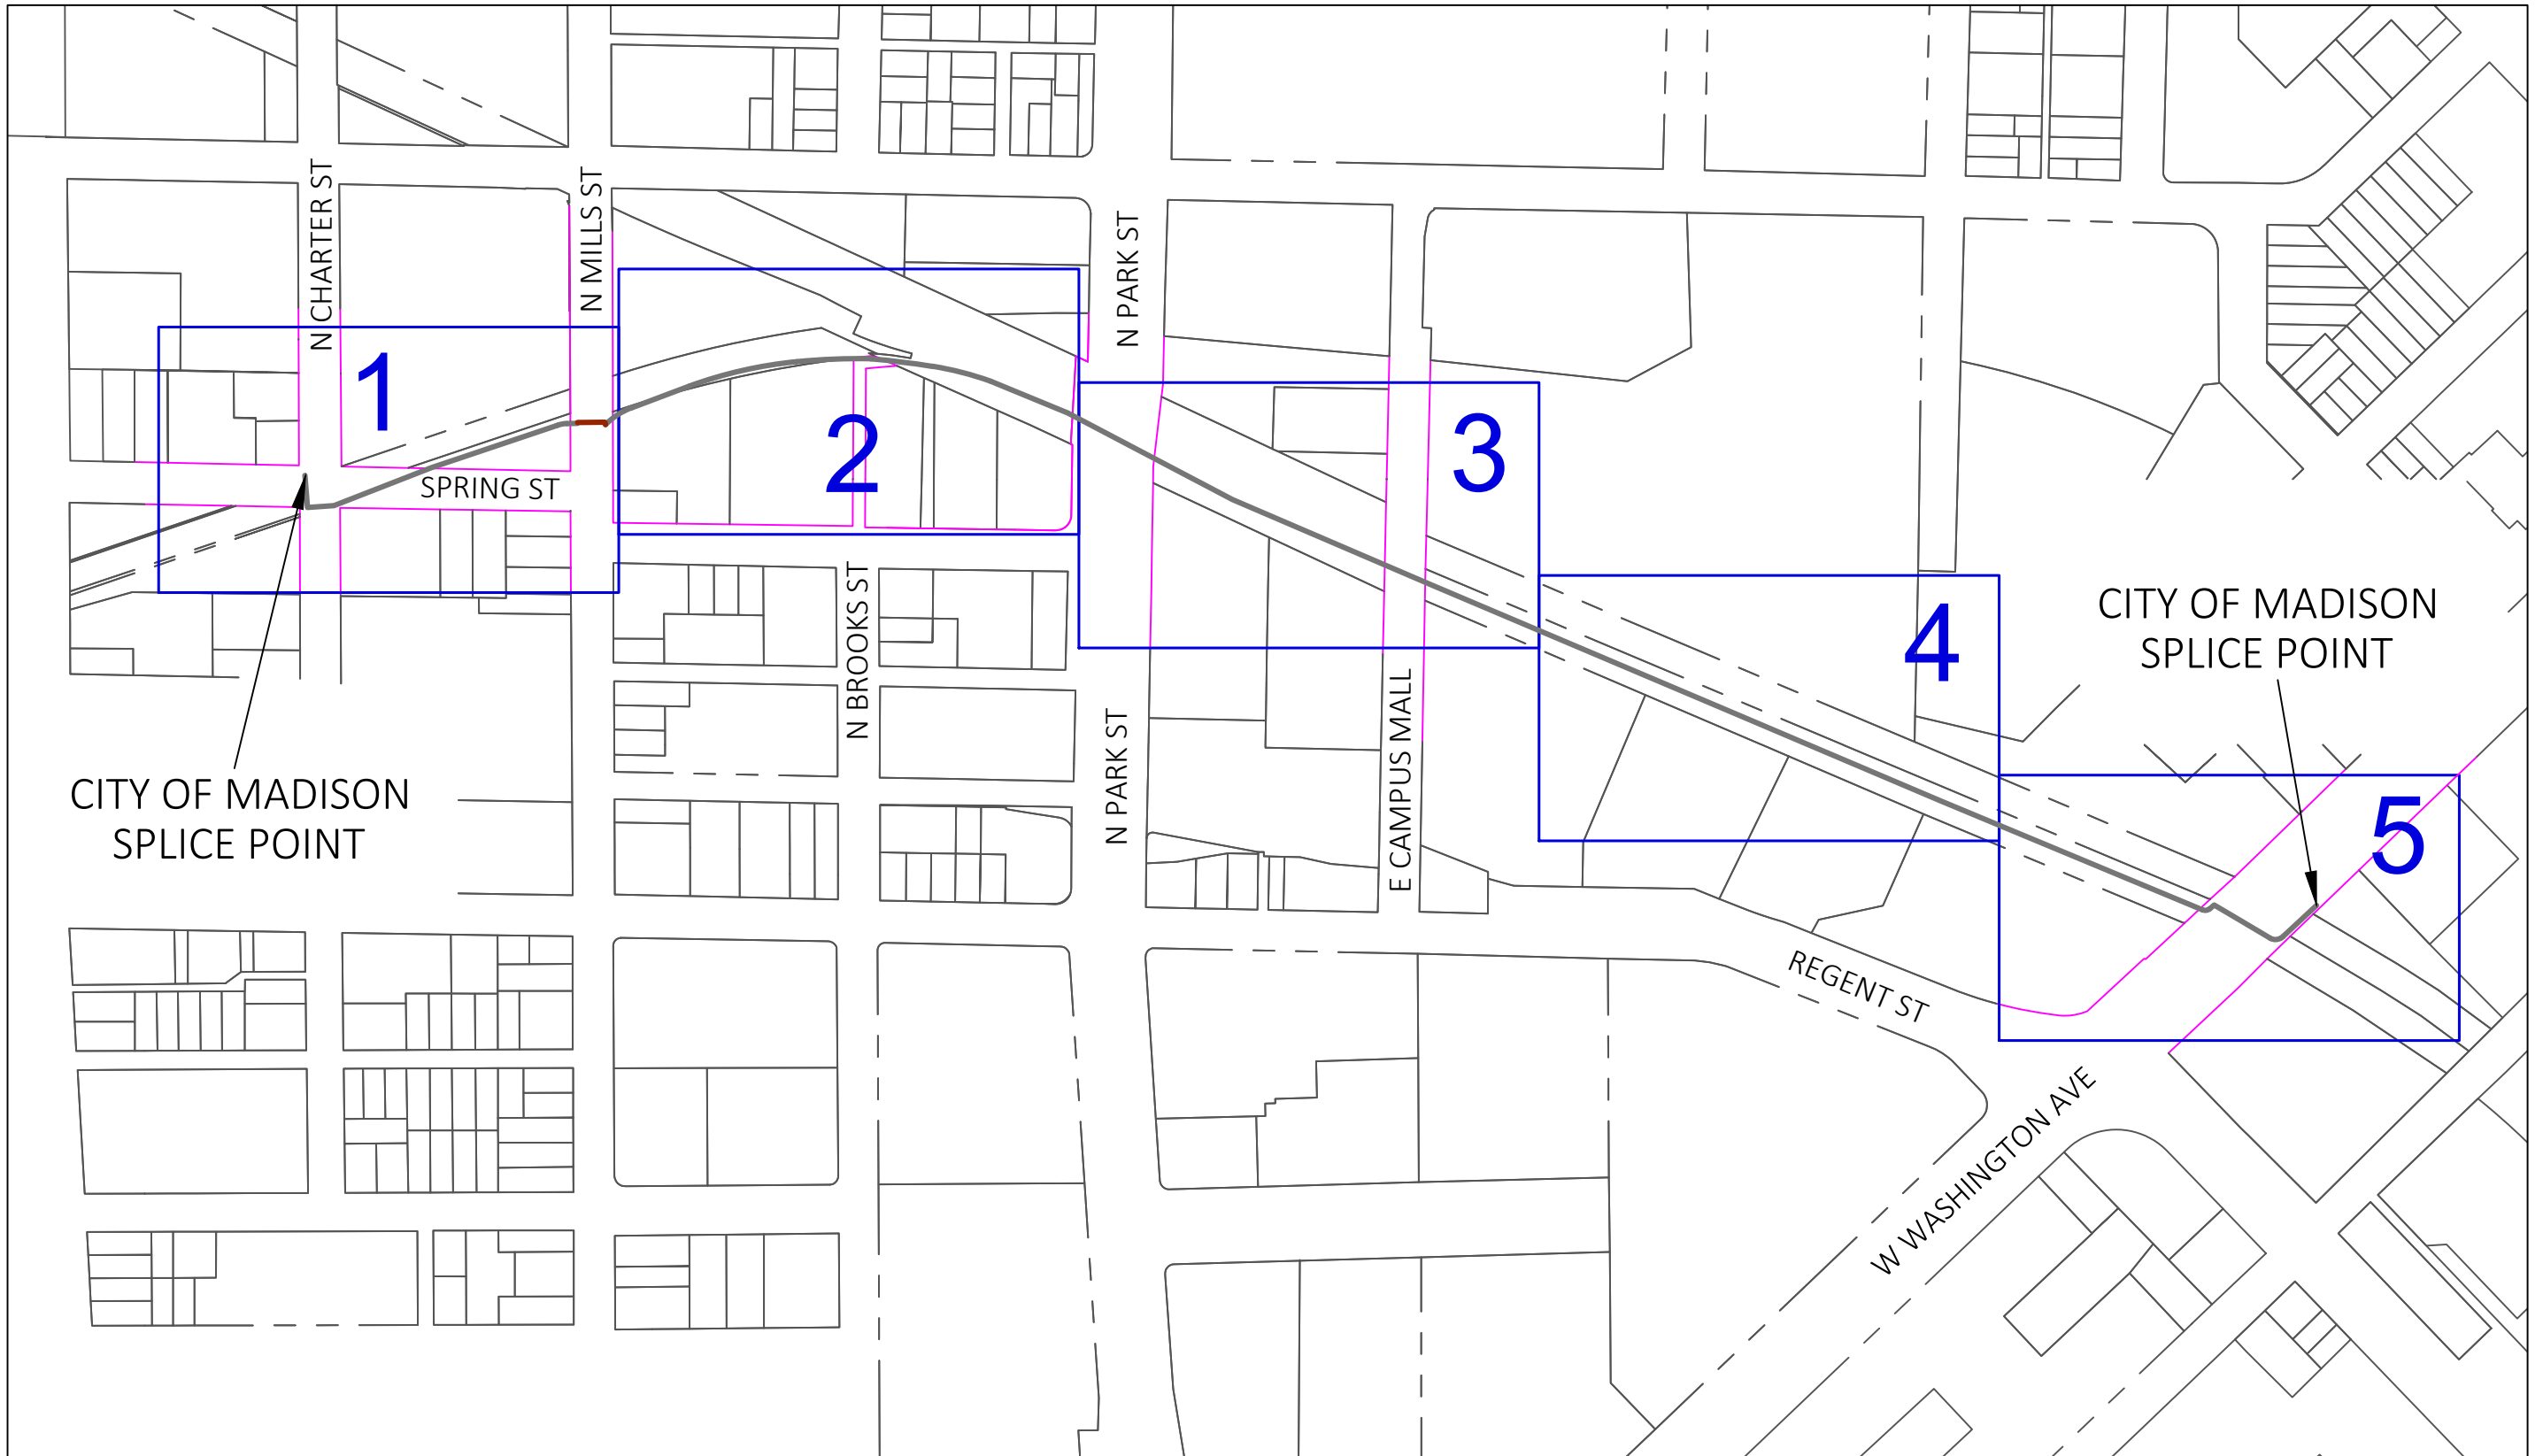 N CHARTER ST
N MILLS ST
N PARK ST
1
2
3
SPRING ST
N BROOKS ST
4
CITY OF MADISON
SPLICE POINT
N PARK ST
E CAMPUS MALL
CITY OF MADISON
SPLICE POINT
5
REGENT ST
W WASHINGTON AVE